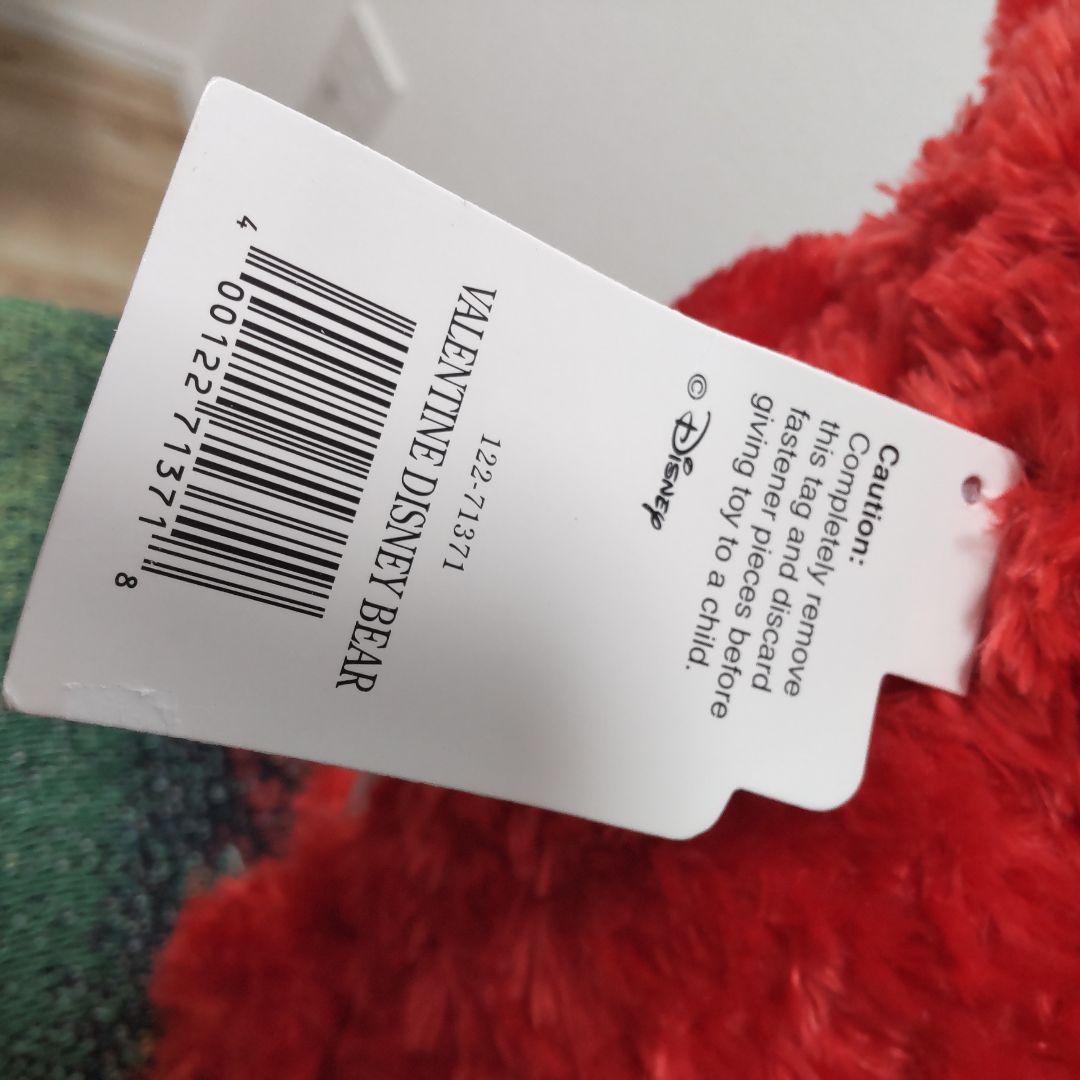 Caution:
Completely remove
this tag and discard
fastener pieces before
giving toy to a child.
© Disney
122-71371
VALENTINE DISNEY BEAR
4 00122 71371 8